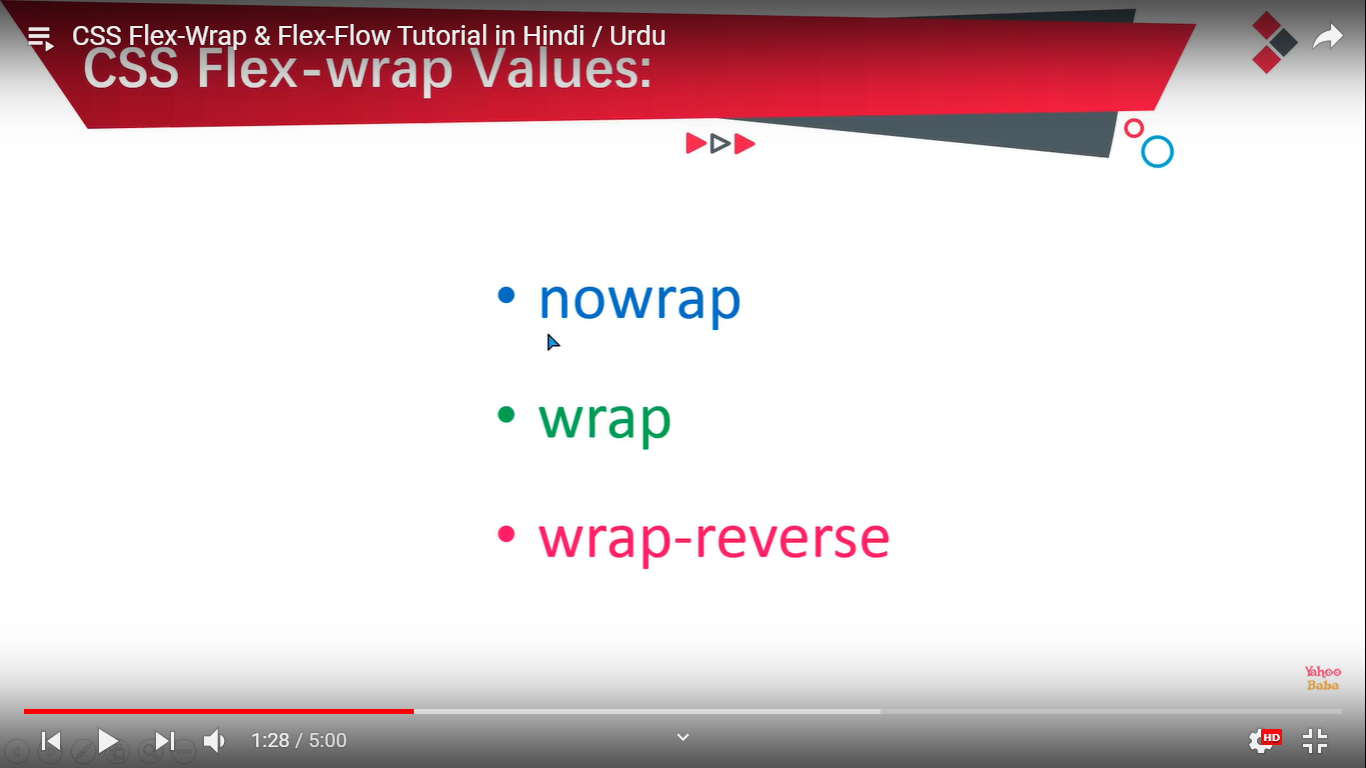 CSS Flex-Wrap & Flex-Flow Tutorial in Hindi / Urdu
CSS Flex-wrap Values:
• nowrap
• wrap
• wrap-reverse
Yahoo
Baba
1:28 / 5:00
HD